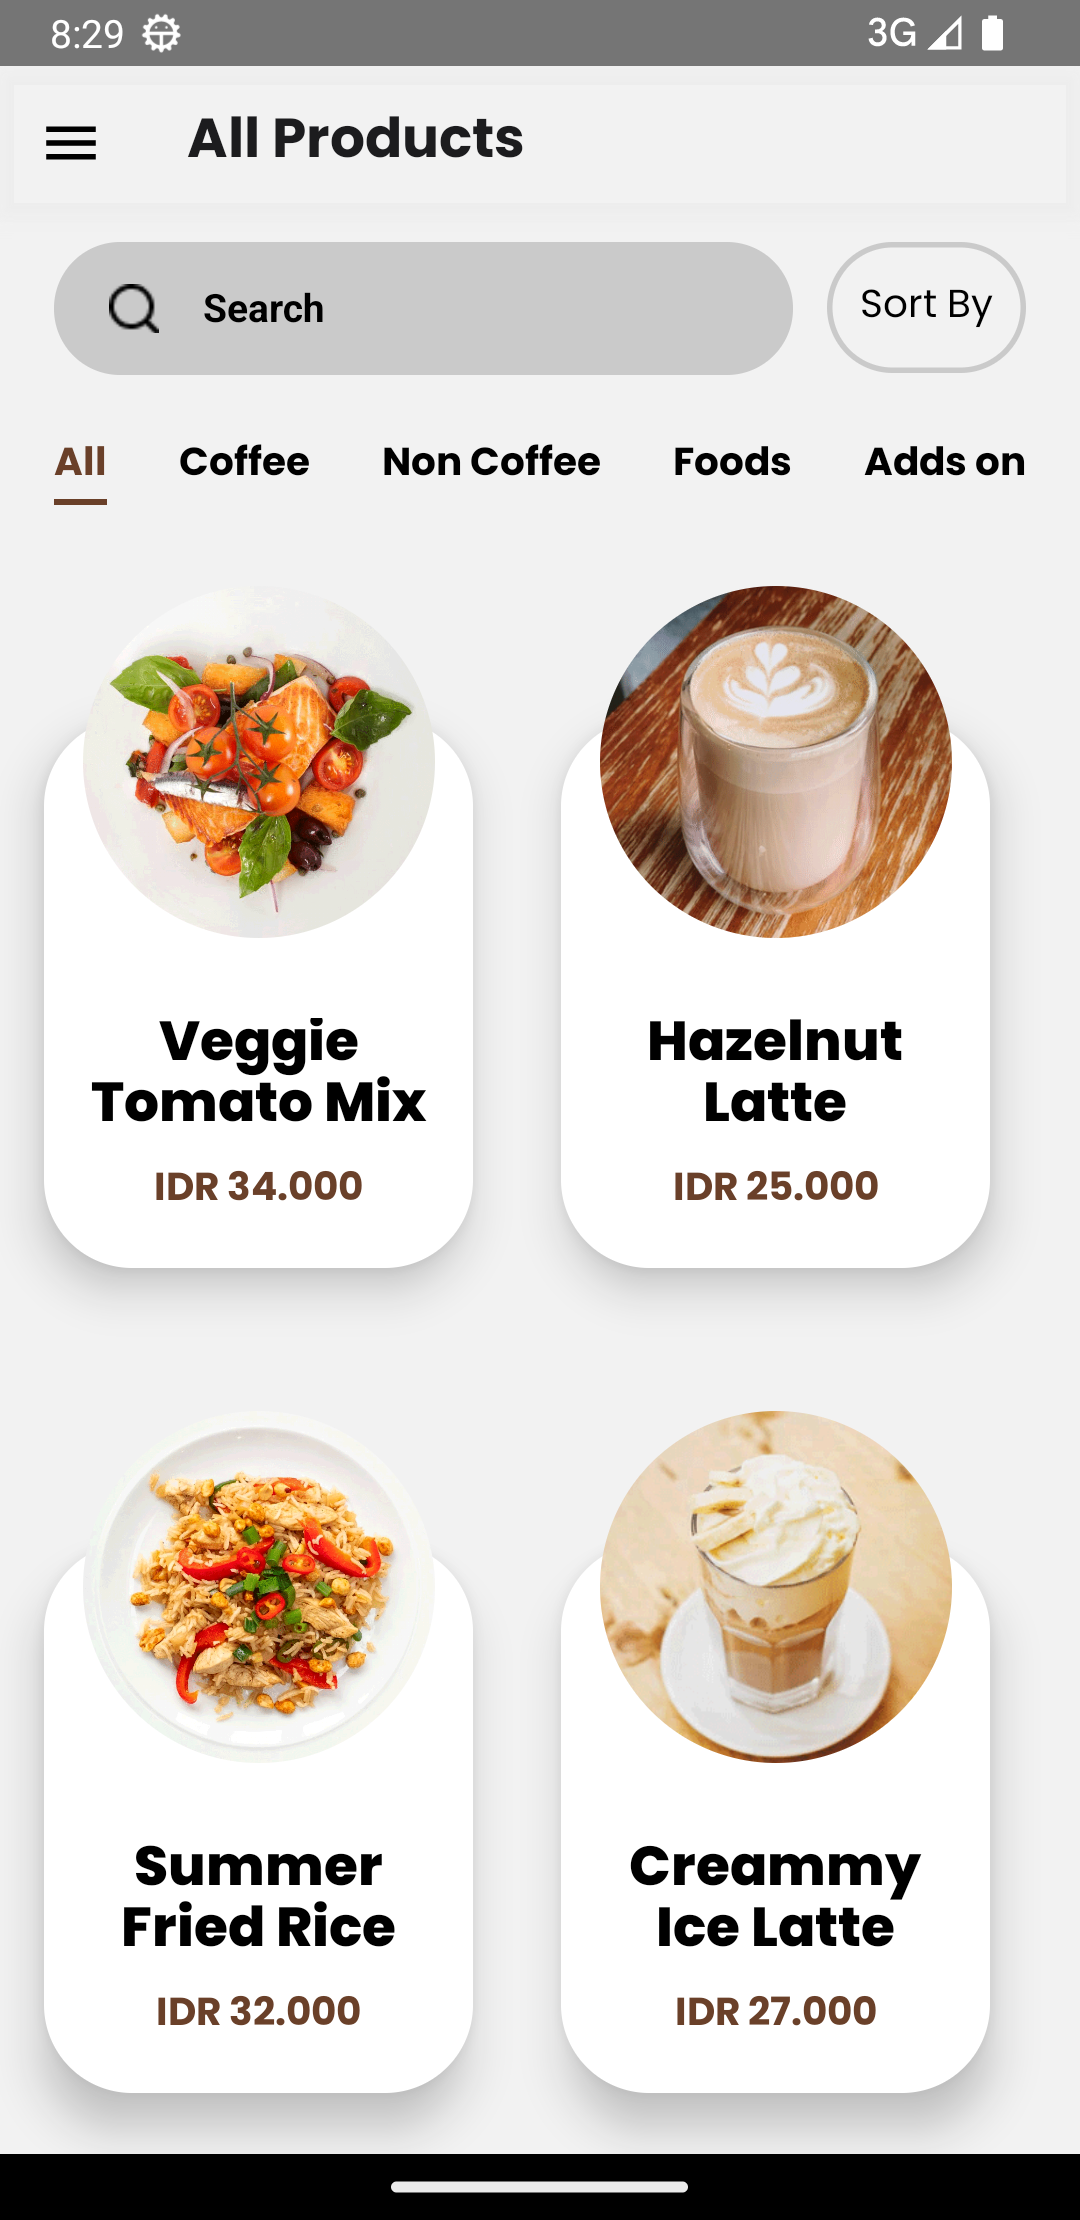 8:29
3G
All Products
Search
Sort By
All Coffee Non Coffee Foods Adds on
Veggie
Tomato Mix
IDR 34.000
Hazelnut
Latte
IDR 25.000
Summer
Fried Rice
IDR 32.000
Creammy
Ice Latte
IDR 27.000